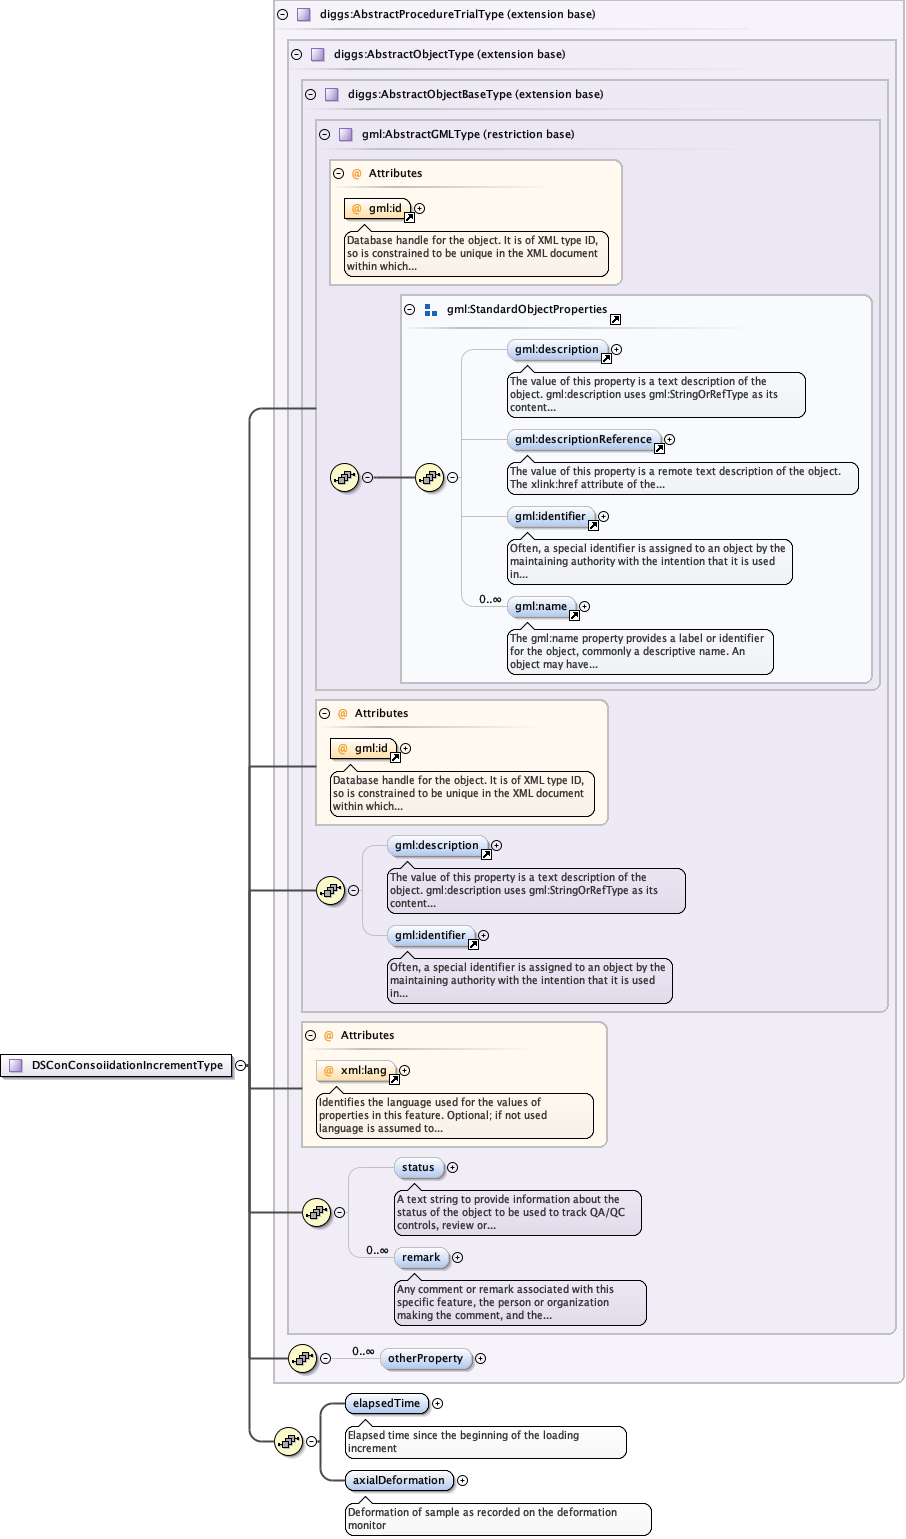 diggs:AbstractProcedureTrialType (extension base)
diggs:AbstractObjectType (extension base)
diggs:AbstractObjectBaseType (extension base)
gml:AbstractGMLType (restriction base)
@ Attributes
@ gml:id
Database handle for the object. It is of XML type ID,
so is constrained to be unique in the XML document
within which...
gml:StandardObjectProperties
gml:description
The value of this property is a text description of the
object. gml:description uses gml:StringOrRefType as its
content...
gml:descriptionReference
The value of this property is a remote text description of the object.
The xlink:href attribute of the...
gml:identifier
Often, a special identifier is assigned to an object by the
maintaining authority with the intention that it is used
in...
0..∞
gml:name
The gml:name property provides a label or identifier
for the object, commonly a descriptive name. An
object may have...
@ Attributes
@ gml:id
Database handle for the object. It is of XML type ID,
so is constrained to be unique in the XML document
within which...
gml:description
The value of this property is a text description of the
object. gml:description uses gml:StringOrRefType as its
content...
gml:identifier
Often, a special identifier is assigned to an object by the
maintaining authority with the intention that it is used
in...
@ Attributes
DSConConsoiidationIncrementType
@ xml:lang
Identifies the language used for the values of
properties in this feature. Optional; if not used
language is assumed to...
status
A text string to provide information about the
status of the object to be used to track QA/QC
controls, review or...
0..∞
remark
Any comment or remark associated with this
specific feature, the person or organization
making the comment, and the...
0..∞
otherProperty
elapsedTime
Elapsed time since the beginning of the loading
increment
axialDeformation
Deformation of sample as recorded on the deformation
monitor